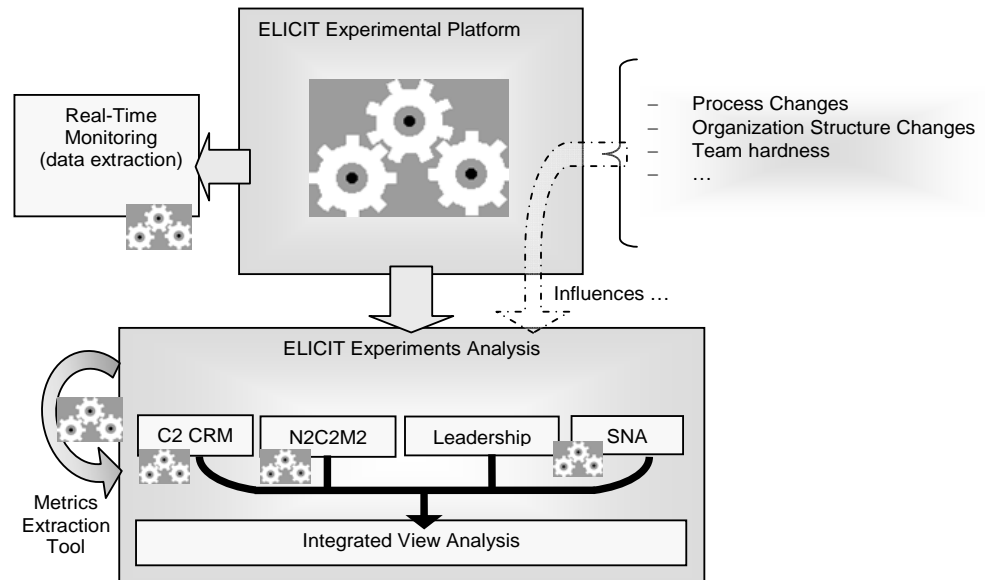 ELICIT Experimental Platform
Real-Time
Monitoring
(data extraction)
– Process Changes
– Organization Structure Changes
– Team hardness
– …
Influences …
ELICIT Experiments Analysis
C2 CRM
N2C2M2
Leadership
SNA
Metrics
Extraction
Tool
Integrated View Analysis